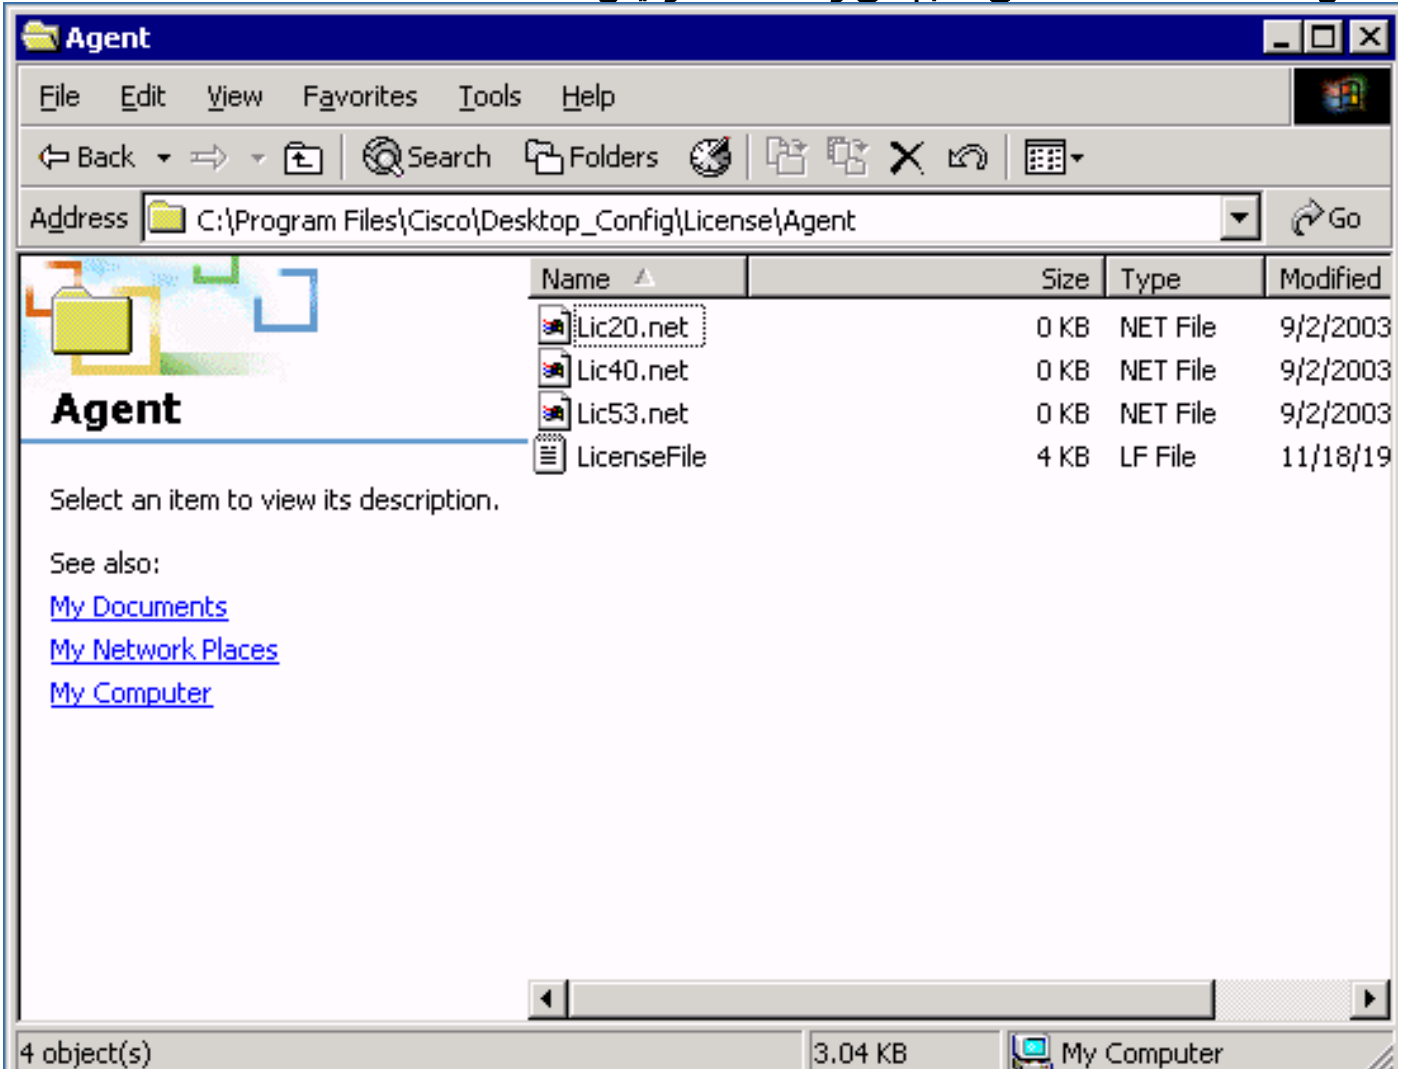 Agent
File Edit View Favorites Tools Help
Back Search Folders
Address C:\Program Files\Cisco\Desktop_Config\License\Agent Go
Name Size Type Modified
Lic20.net 0 KB NET File 9/2/2003
Lic40.net 0 KB NET File 9/2/2003
Lic53.net 0 KB NET File 9/2/2003
LicenseFile 4 KB LF File 11/18/19
Agent
Select an item to view its description.
See also:
My Documents
My Network Places
My Computer
4 object(s) 3.04 KB My Computer